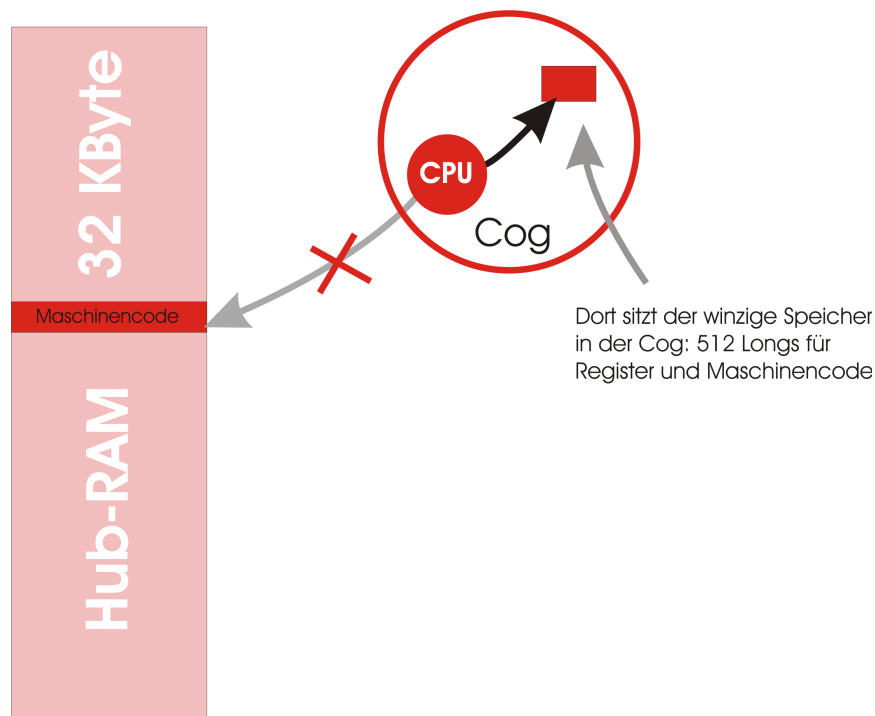 32 KByte
Maschinencode
Hub-RAM
CPU
Cog
Dort sitzt der winzige Speicher
in der Cog: 512 Longs für
Register und Maschinencode